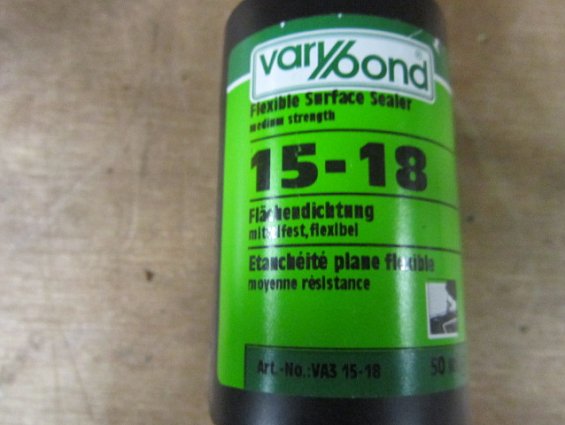 varybond
Flexible Surface Sealer
medium strength
15-18
Flächendichtung
mittelfest, flexibel
Etanchéité plane flexible
moyenne résistance
Art.-No.:VA3 15-18
50